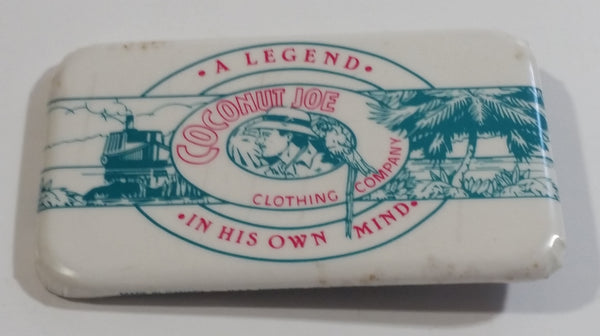 • A LEGEND •
COCONUT JOE
CLOTHING COMPANY
• IN HIS OWN MIND •